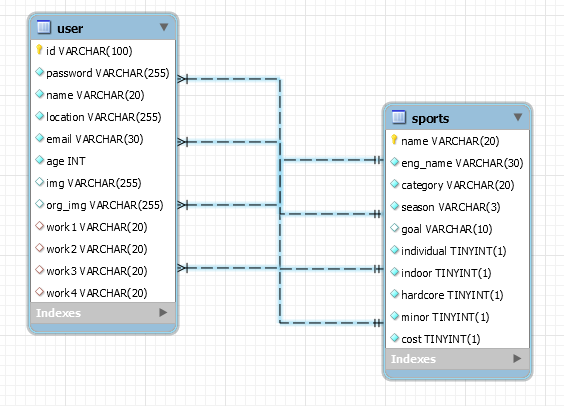 user
id VARCHAR(100)
password VARCHAR(255)
name VARCHAR(20)
location VARCHAR(255)
email VARCHAR(30)
age INT
img VARCHAR(255)
org_img VARCHAR(255)
work1 VARCHAR(20)
work2 VARCHAR(20)
work3 VARCHAR(20)
work4 VARCHAR(20)
Indexes
sports
name VARCHAR(20)
eng_name VARCHAR(30)
category VARCHAR(20)
season VARCHAR(3)
goal VARCHAR(10)
individual TINYINT(1)
indoor TINYINT(1)
hardcore TINYINT(1)
minor TINYINT(1)
cost TINYINT(1)
Indexes